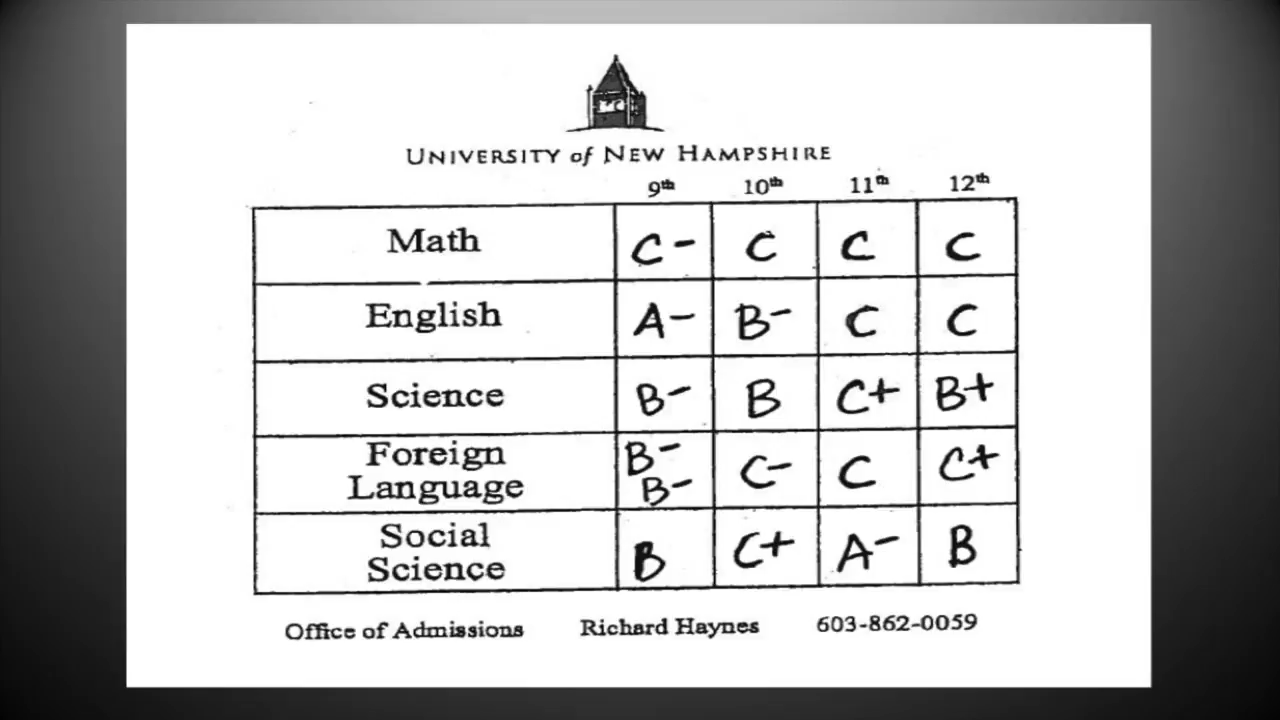 UNIVERSITY of NEW HAMPSHIRE
9th 10th 11th 12th
Math C- C C C
English A- B- C C
Science B- B C+ B+
Foreign Language B- B- C- C C+
Social Science B C+ A- B
Office of Admissions Richard Haynes 603-862-0059